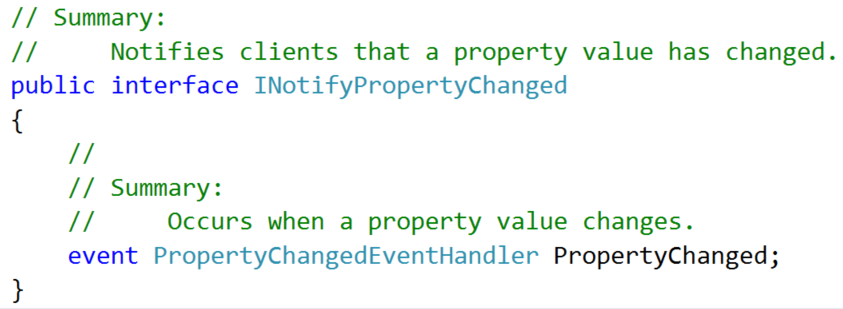 // Summary:
//     Notifies clients that a property value has changed.
public interface INotifyPropertyChanged
{
    //
    // Summary:
    //     Occurs when a property value changes.
    event PropertyChangedEventHandler PropertyChanged;
}